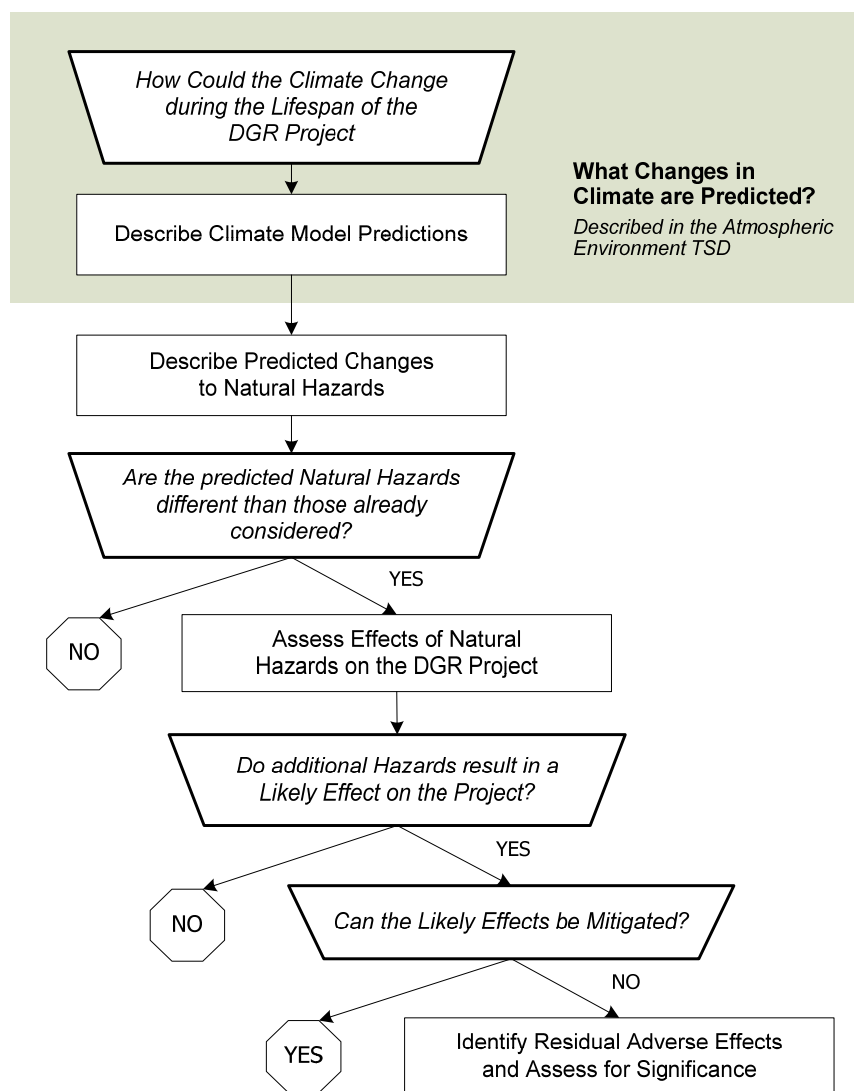 How Could the Climate Change
during the Lifespan of the
DGR Project
What Changes in
Climate are Predicted?
Described in the Atmospheric
Environment TSD
Describe Climate Model Predictions
Describe Predicted Changes
to Natural Hazards
Are the predicted Natural Hazards
different than those already
considered?
YES
NO
Assess Effects of Natural
Hazards on the DGR Project
Do additional Hazards result in a
Likely Effect on the Project?
YES
NO
Can the Likely Effects be Mitigated?
NO
YES
Identify Residual Adverse Effects
and Assess for Significance